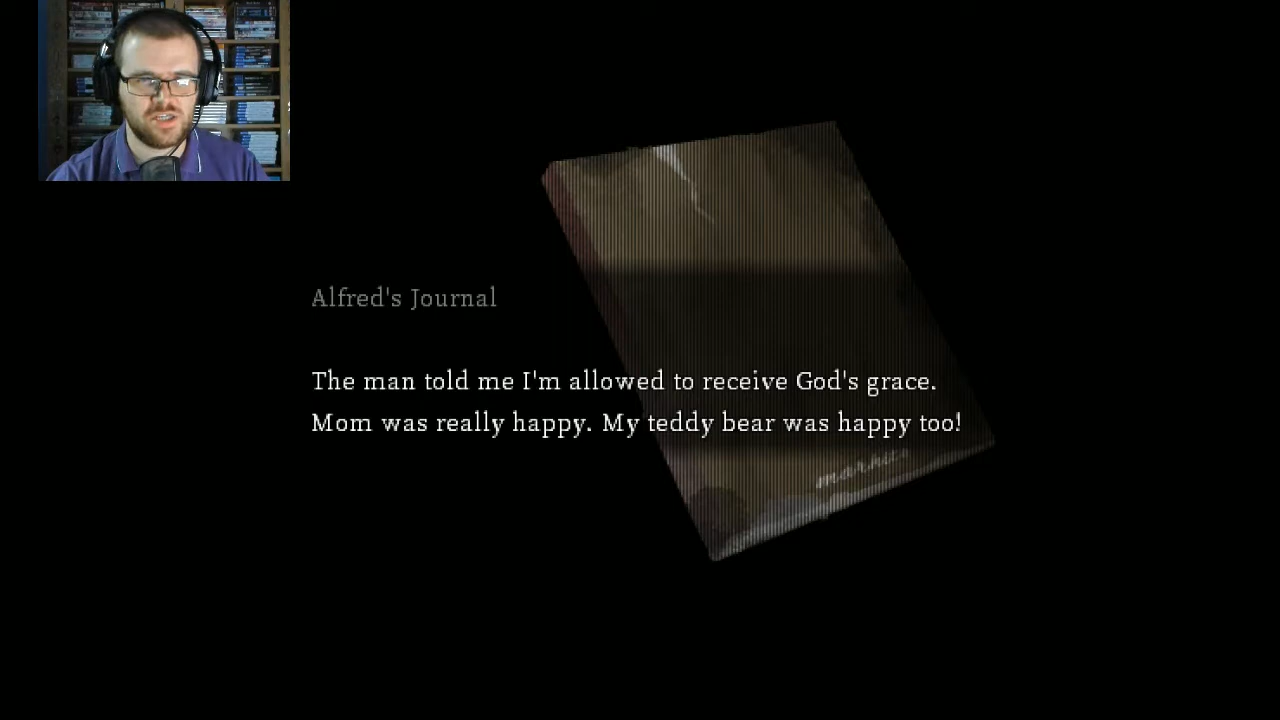 Alfred's Journal
The man told me I'm allowed to receive God's grace.
Mom was really happy. My teddy bear was happy too!